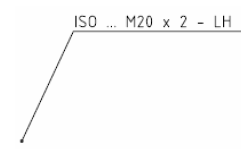 ISO ... M20 x 2 - LH